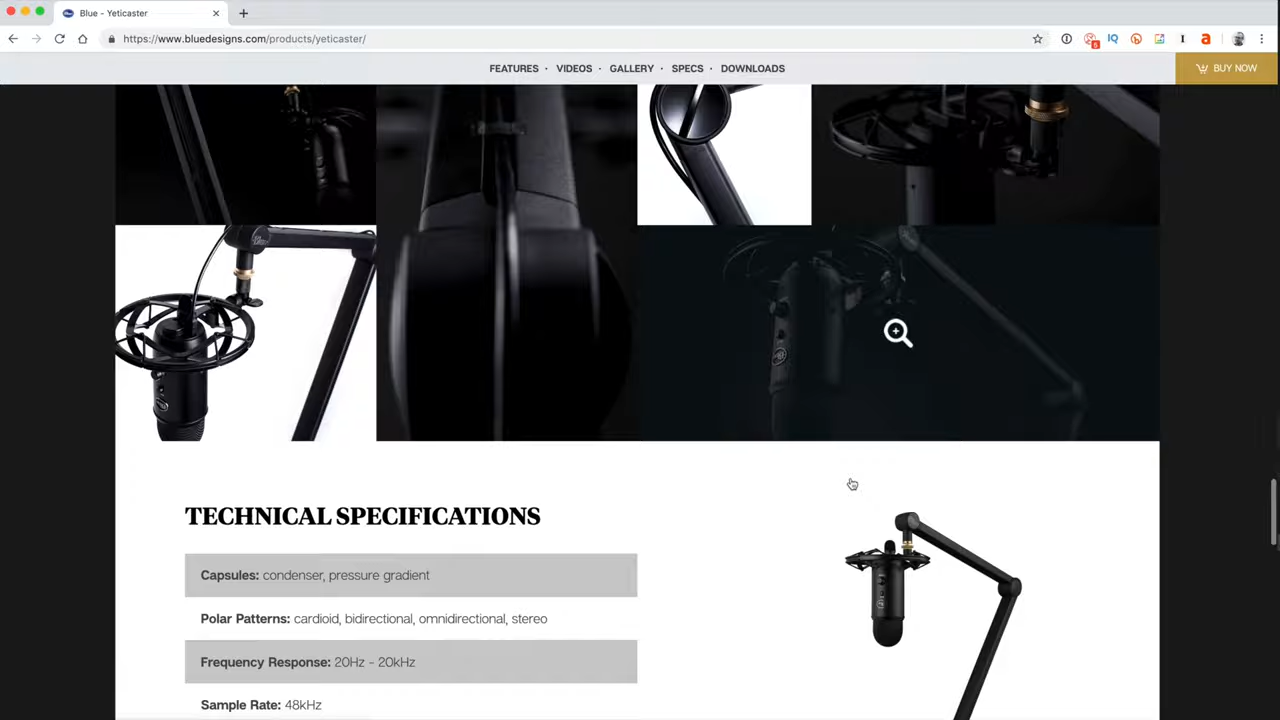 Blue - Yeticaster
https://www.bluedesigns.com/products/yeticaster/
FEATURES · VIDEOS · GALLERY · SPECS · DOWNLOADS
BUY NOW
TECHNICAL SPECIFICATIONS
Capsules: condenser, pressure gradient
Polar Patterns: cardioid, bidirectional, omnidirectional, stereo
Frequency Response: 20Hz - 20kHz
Sample Rate: 48kHz